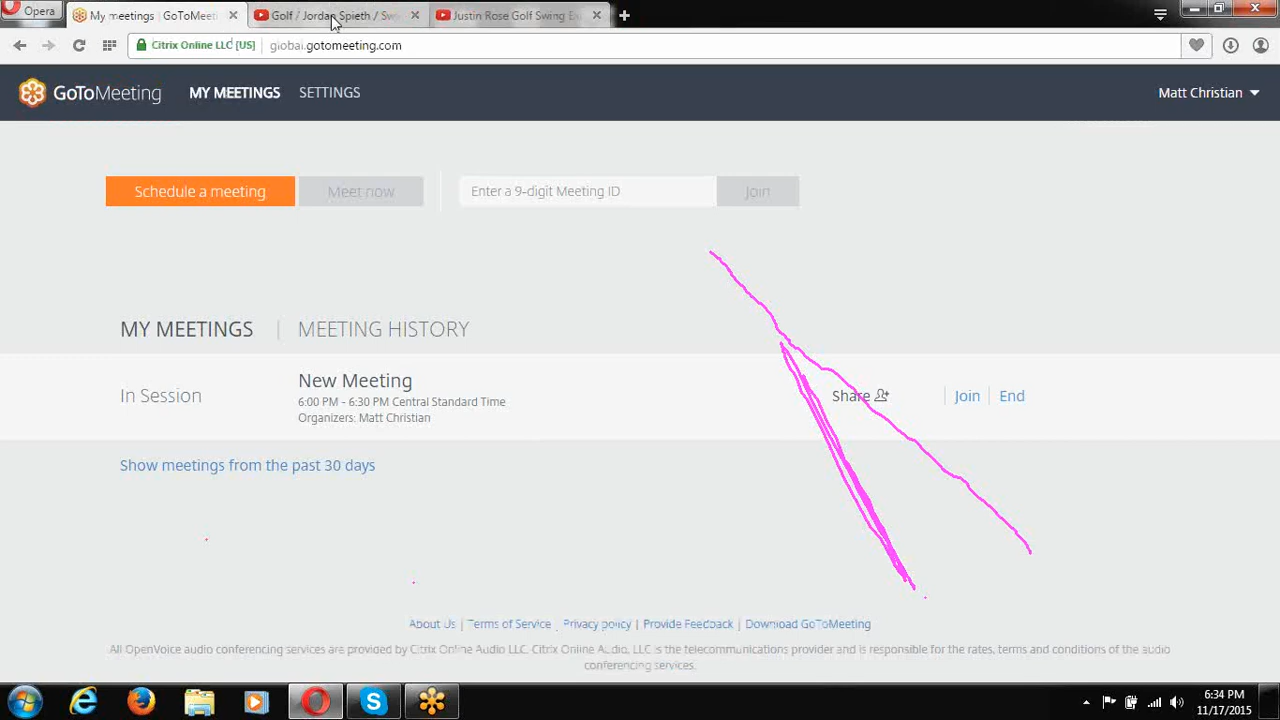 Opera
My meetings | GoToMeeti
Golf / Jordan Spieth / Sw
Justin Rose Golf Swing Ex
Citrix Online LLC [US]
global.gotomeeting.com
GoToMeeting
MY MEETINGS
SETTINGS
Matt Christian
Schedule a meeting
Meet now
Enter a 9-digit Meeting ID
Join
MY MEETINGS | MEETING HISTORY
In Session
New Meeting
6:00 PM - 6:30 PM Central Standard Time
Organizers: Matt Christian
Share
Join
End
Show meetings from the past 30 days
About Us | Terms of Service | Privacy policy | Provide Feedback | Download GoToMeeting
All OpenVoice audio conferencing services are provided by Citrix Online Audio LLC. Citrix Online Audio, LLC is the telecommunications provider and is responsible for the rates, terms and conditions of the audio
conferencing services.
6:34 PM
11/17/2015